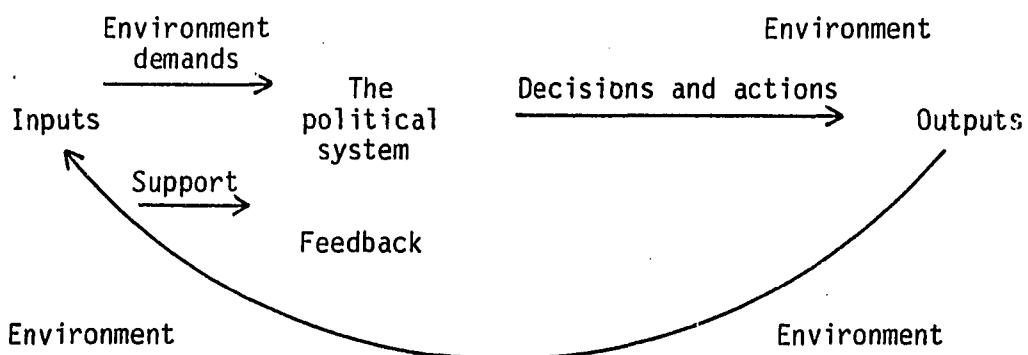 Environment
demands
Environment
Inputs
The
political
system
Decisions and actions
Outputs
Support
Feedback
Environment
Environment